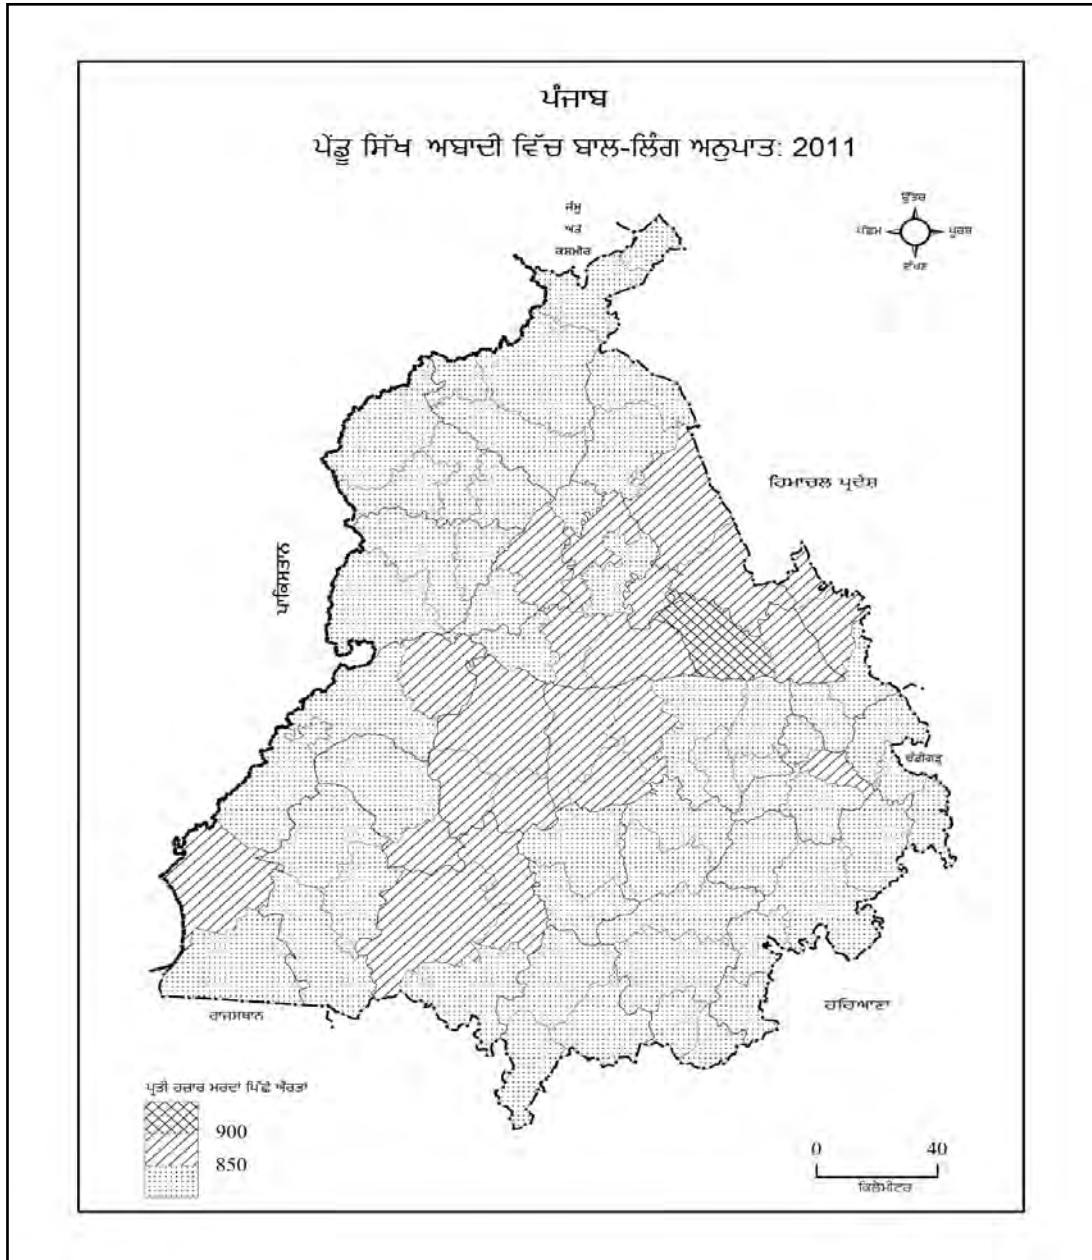 ਪੰਜਾਬ
ਪੇਂਡੂ ਸਿੱਖ ਅਬਾਦੀ ਵਿੱਚ ਬਾਲ-ਲਿੰਗ ਅਨੁਪਾਤ: 2011
ਜੰਮੂ
ਅਤੇ
ਕਸ਼ਮੀਰ
ਉੱਤਰ
ਪੱਛਮ
ਪੂਰਬ
ਦੱਖਣ
ਹਿਮਾਚਲ ਪ੍ਰਦੇਸ਼
ਪਾਕਿਸਤਾਨ
ਚੰਡੀਗੜ੍ਹ
ਹਰਿਆਣਾ
ਰਾਜਸਥਾਨ
ਪ੍ਰਤੀ ਹਜ਼ਾਰ ਮਰਦਾਂ ਪਿੱਛੇ ਔਰਤਾਂ
900
850
0 40
ਕਿਲੋਮੀਟਰ